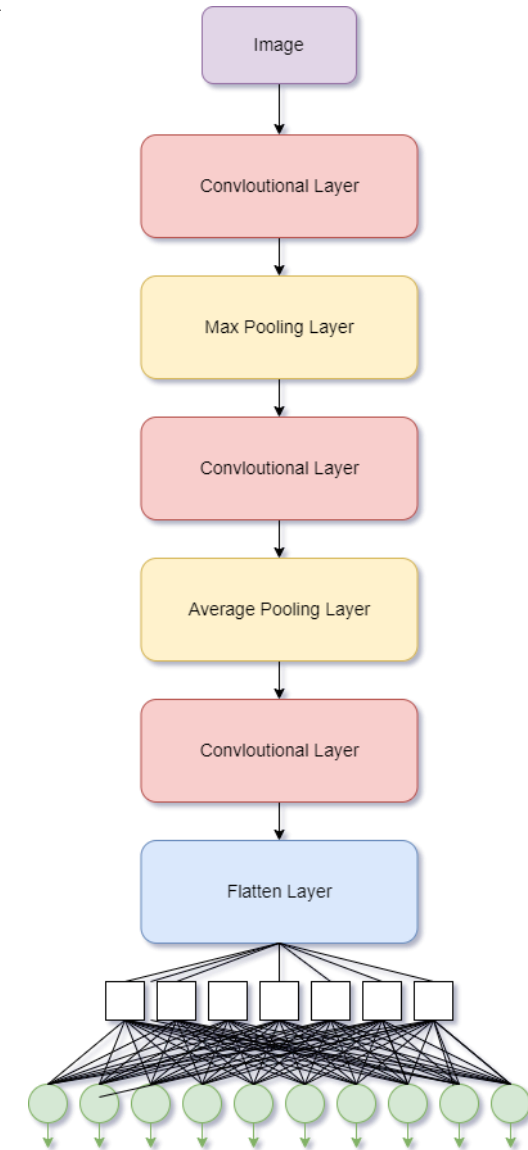 Image
Convloutional Layer
Max Pooling Layer
Convloutional Layer
Average Pooling Layer
Convloutional Layer
Flatten Layer